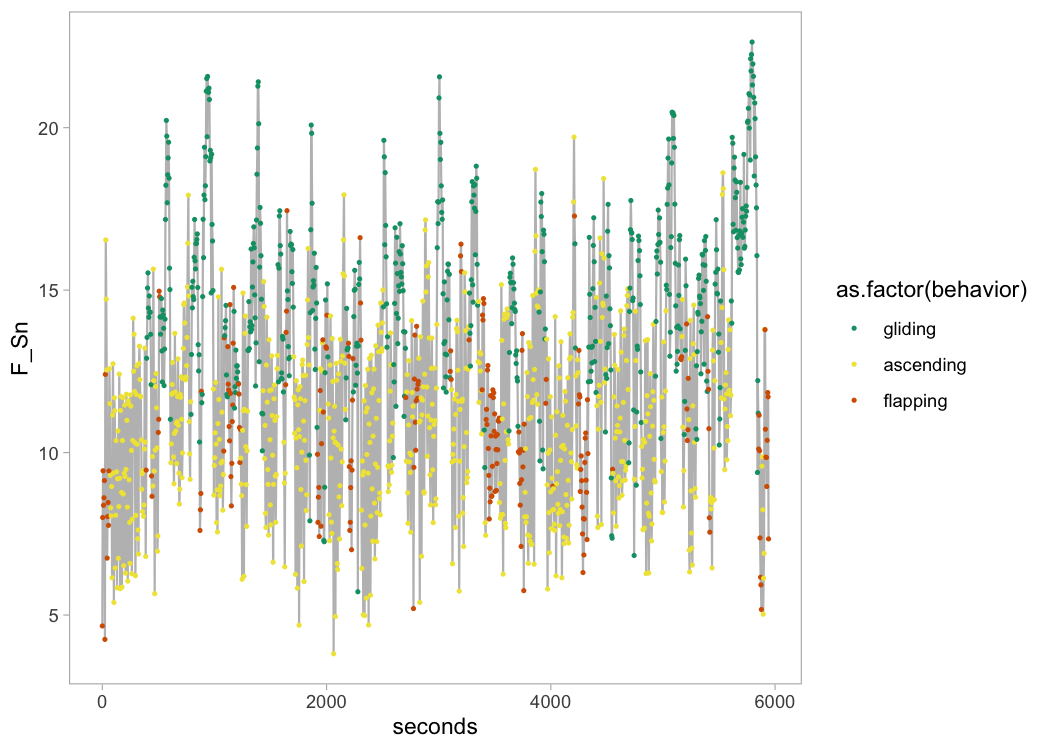 F_Sn
20
15
10
5
0 2000 4000 6000
seconds
as.factor(behavior)
gliding
ascending
flapping